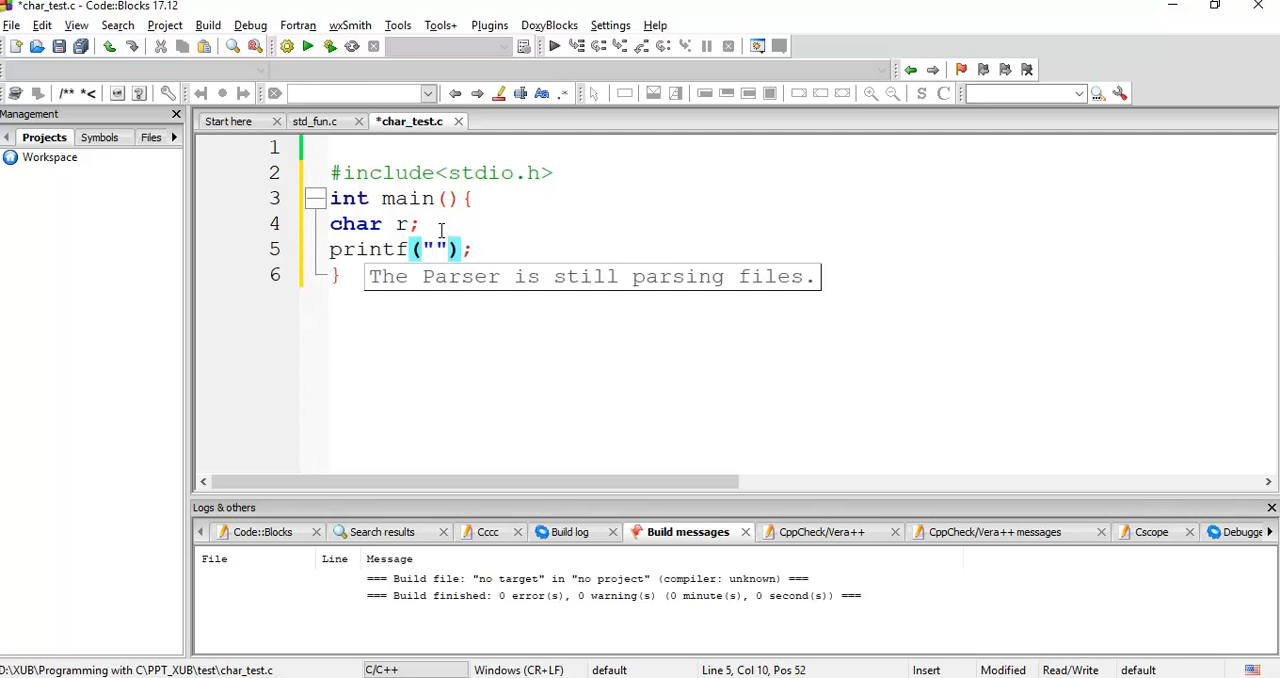 *char_test.c - Code::Blocks 17.12
File Edit View Search Project Build Debug Fortran wxSmith Tools Tools+ Plugins DoxyBlocks Settings Help
/** *<
Aa .*
S C
Management
Start here std_fun.c *char_test.c
Projects Symbols Files
Workspace
1
2 #include<stdio.h>
3 int main(){
4 char r;
5 printf("");
6 }
The Parser is still parsing files.
Logs & others
Code::Blocks Search results Cccc Build log Build messages CppCheck/Vera++ CppCheck/Vera++ messages Cscope Debugge
File Line Message
=== Build file: "no target" in "no project" (compiler: unknown) ===
=== Build finished: 0 error(s), 0 warning(s) (0 minute(s), 0 second(s)) ===
D:\XUB\Programming with C\PPT_XUB\test\char_test.c C/C++ Windows (CR+LF) default Line 5, Col 10, Pos 52 Insert Modified Read/Write default